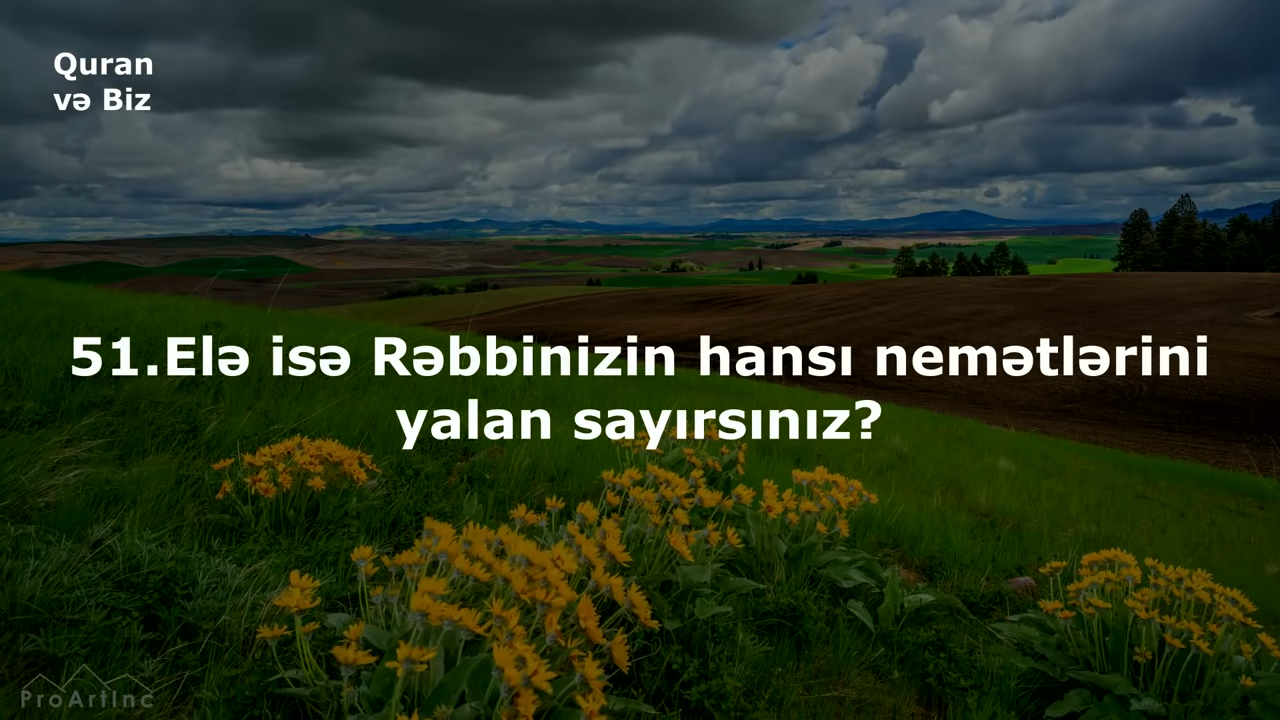 Quran
və Biz
51.Elə isə Rəbbinizin hansı nemətlərini
yalan sayırsınız?
ProArtInc